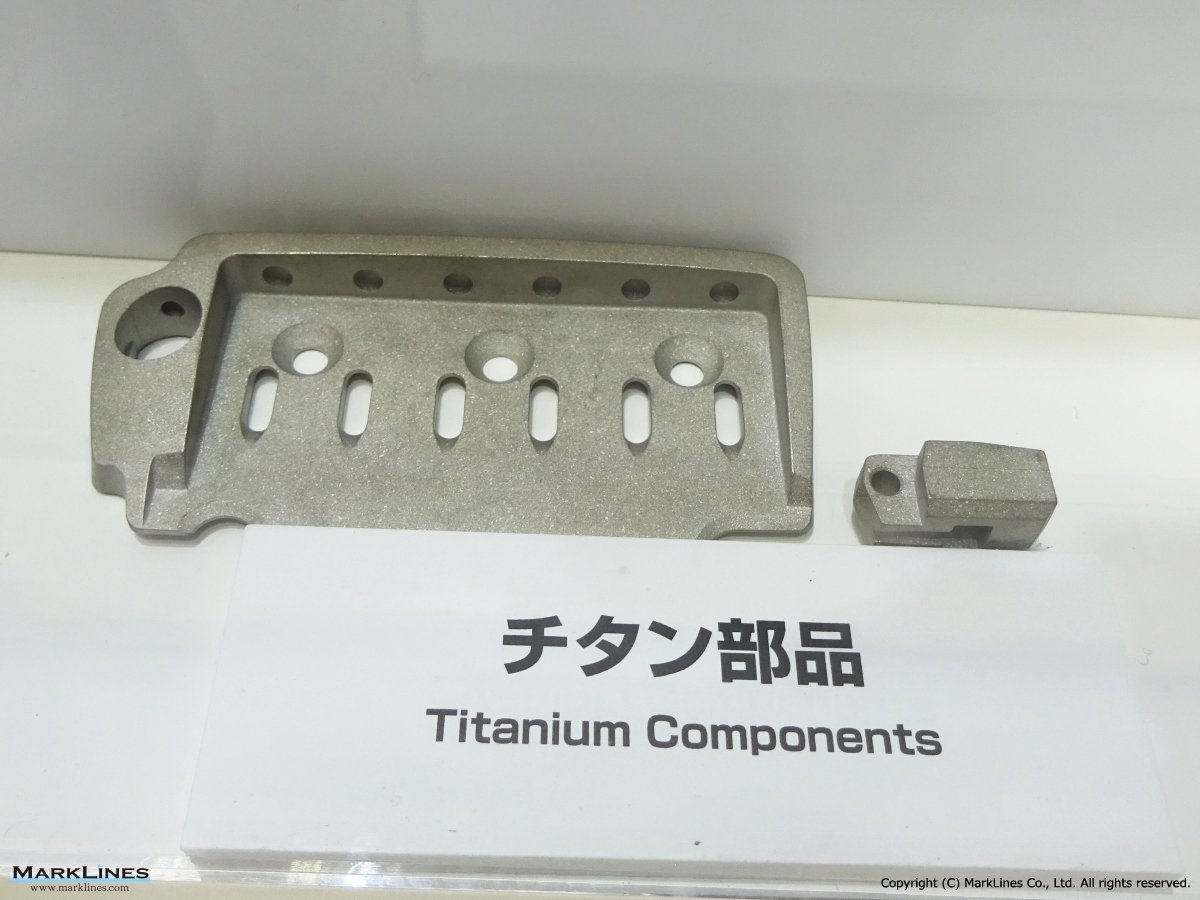 チタン部品
Titanium Components
MARKLINES
www.marklines.com
Copyright (C) MarkLines Co., Ltd. All rights reserved.